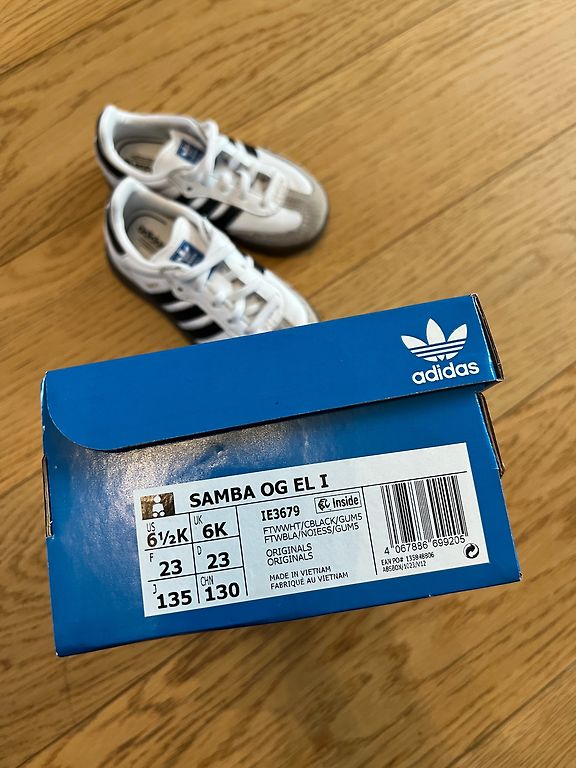 adidas
adidas
SAMBA OG EL I
US
6½K
UK
6K
F
23
D
23
J
135
CHN
130
IE3679
Inside
FTWWHT/CBLACK/GUM5
FTWBLA/NOIESS/GUM5
ORIGINALS
ORIGINALS
MADE IN VIETNAM
FABRIQUÉ AU VIETNAM
4 067886 699205